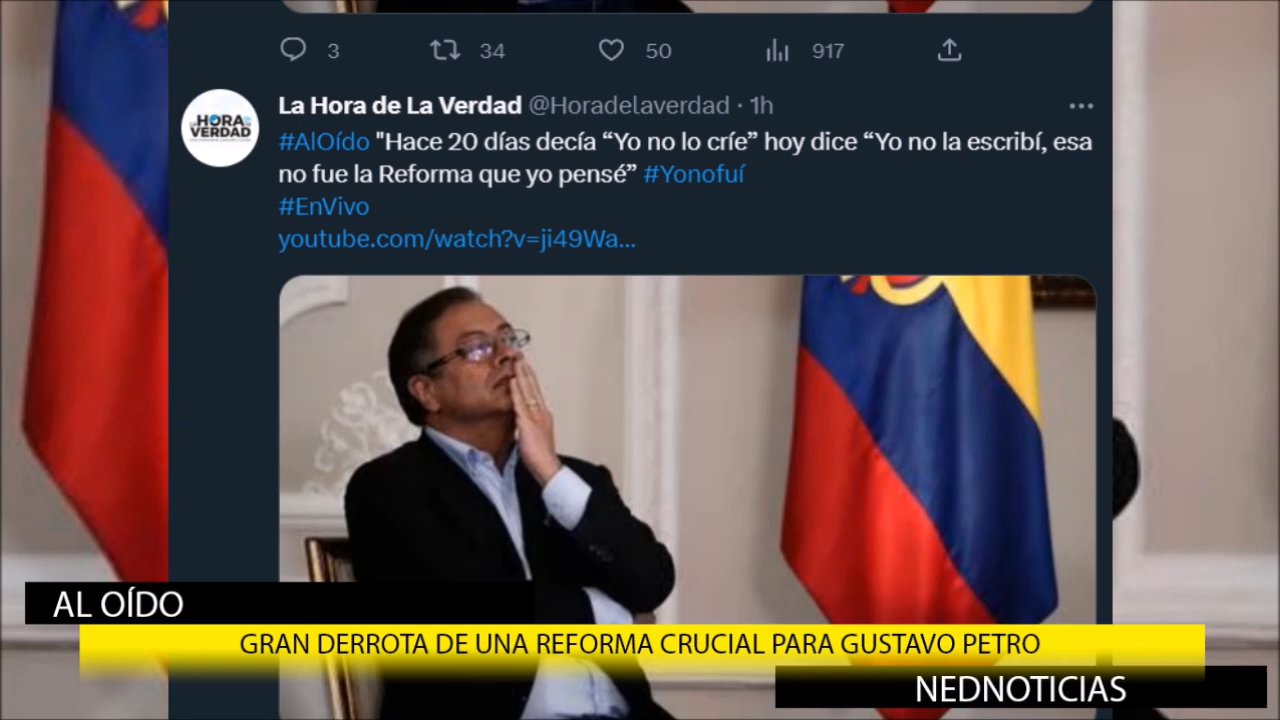 3 34 50 917
La Hora de La Verdad @Horadelaverdad · 1h
HORA
VERDAD
#AlOído "Hace 20 días decía “Yo no lo críe” hoy dice “Yo no la escribí, esa
no fue la Reforma que yo pensé” #Yonofuí
#EnVivo
youtube.com/watch?v=ji49Wa...
AL OÍDO
GRAN DERROTA DE UNA REFORMA CRUCIAL PARA GUSTAVO PETRO
NEDNOTICIAS